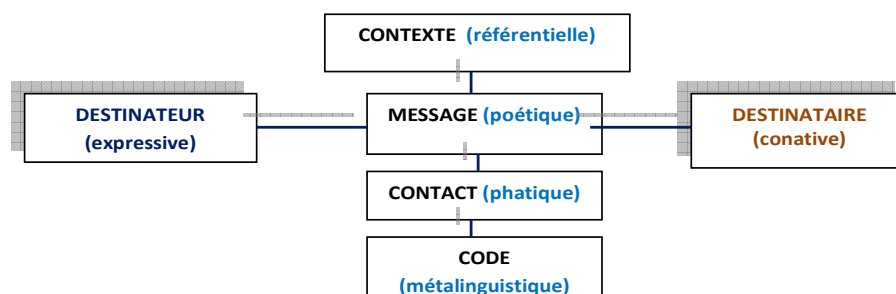 CONTEXTE (référentielle)
DESTINATEUR
(expressive)
MESSAGE (poétique)
DESTINATAIRE
(conative)
CONTACT (phatique)
CODE
(métalinguistique)